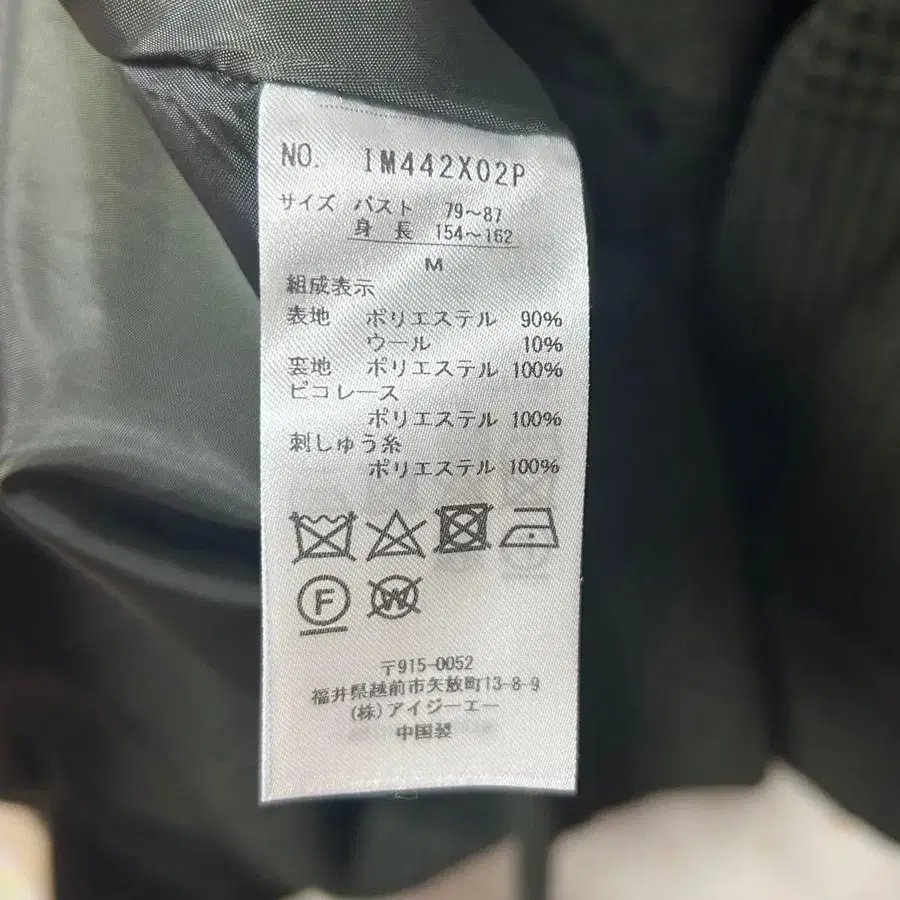 NO. IM442X02P
サイズ バスト 79～87
身長 154～162
M
組成表示
表地 ポリエステル 90%
ウール 10%
裏地 ポリエステル 100%
ピコレース
ポリエステル 100%
刺しゅう糸
ポリエステル 100%
F W
〒915-0052
福井県越前市矢放町13-8-9
(株)アイジーエー
中国製